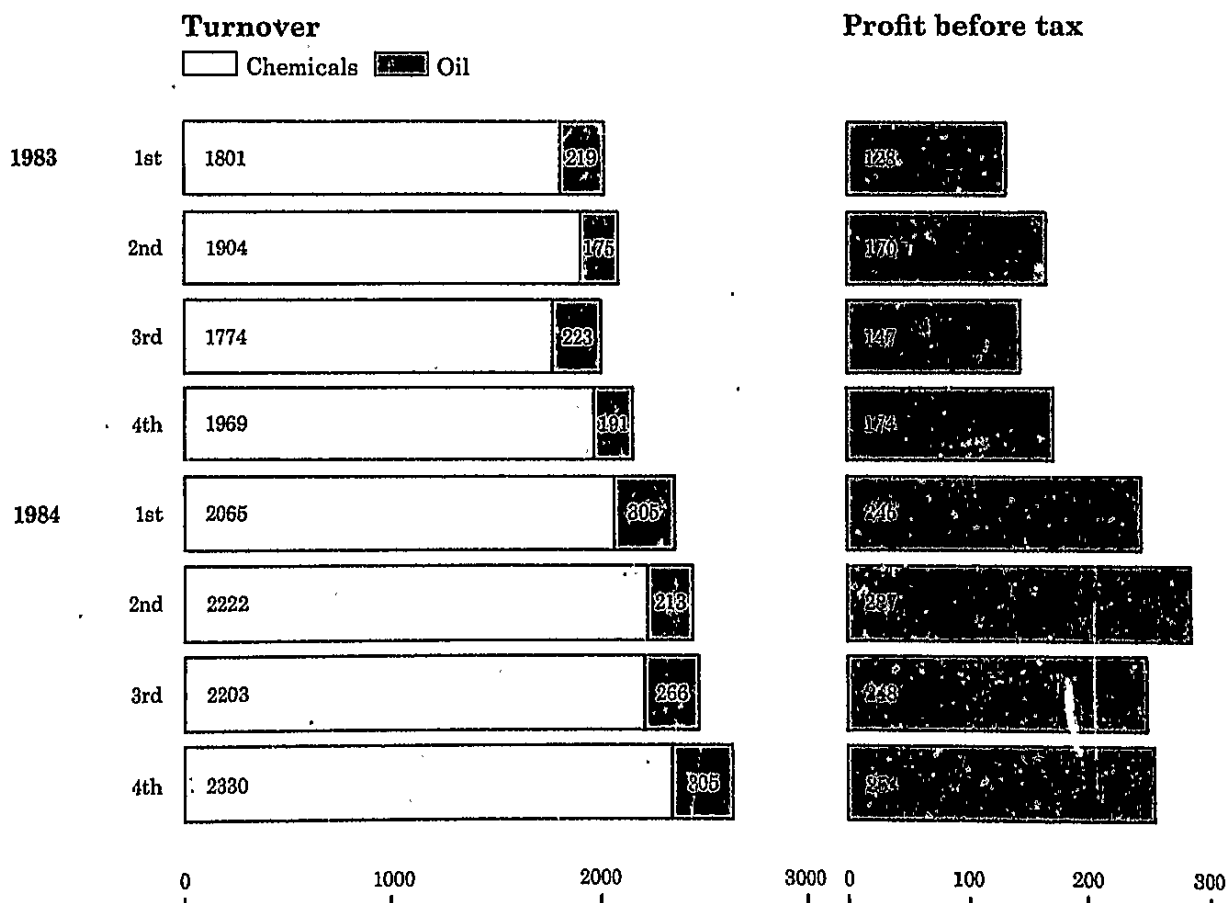 Turnover Profit before tax
Chemicals Oil
1983 1st 1801 219 128
2nd 1904 175 170
3rd 1774 223 147
4th 1969 191 174
1984 1st 2065 305 245
2nd 2222 213 287
3rd 2203 266 248
4th 2330 305 254
0 1000 2000 3000 0 100 200 300